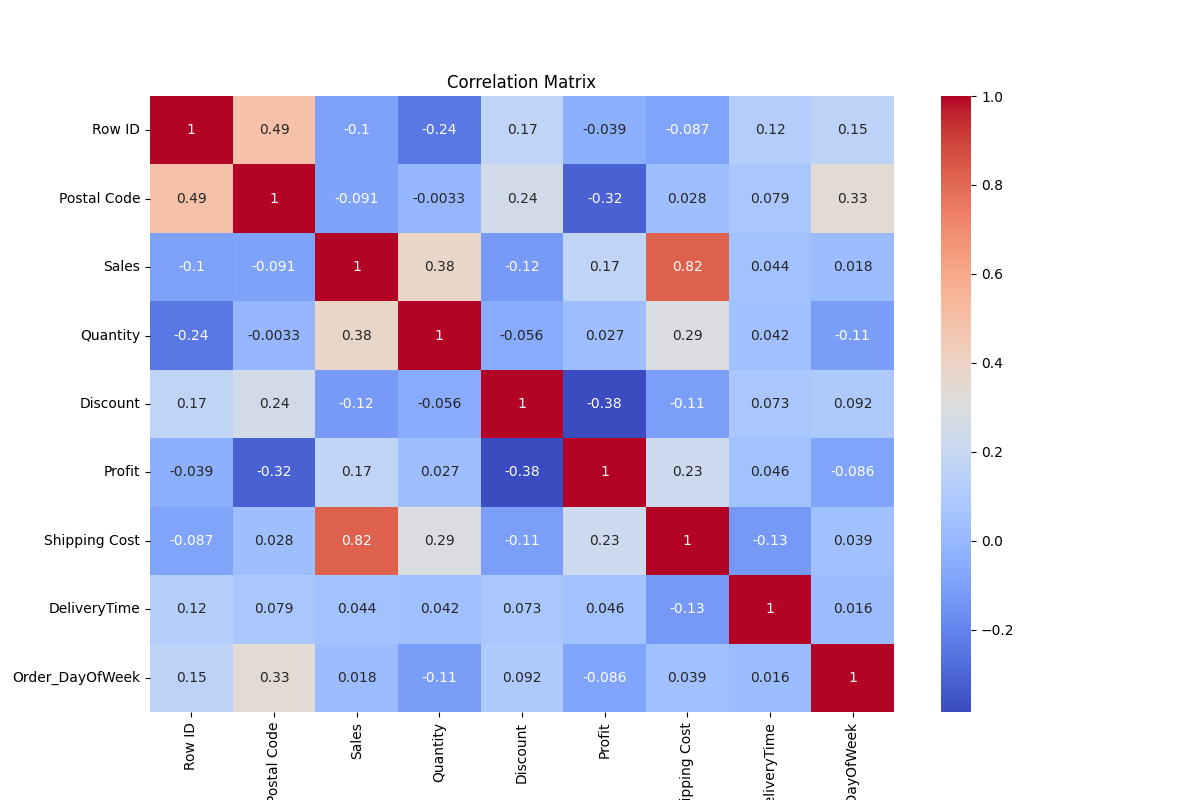 Correlation Matrix
Row ID 1 0.49 -0.1 -0.24 0.17 -0.039 -0.087 0.12 0.15
Postal Code 0.49 1 -0.091 -0.0033 0.24 -0.32 0.028 0.079 0.33
Sales -0.1 -0.091 1 0.38 -0.12 0.17 0.82 0.044 0.018
Quantity -0.24 -0.0033 0.38 1 -0.056 0.027 0.29 0.042 -0.11
Discount 0.17 0.24 -0.12 -0.056 1 -0.38 -0.11 0.073 0.092
Profit -0.039 -0.32 0.17 0.027 -0.38 1 0.23 0.046 -0.086
Shipping Cost -0.087 0.028 0.82 0.29 -0.11 0.23 1 -0.13 0.039
DeliveryTime 0.12 0.079 0.044 0.042 0.073 0.046 -0.13 1 0.016
Order_DayOfWeek 0.15 0.33 0.018 -0.11 0.092 -0.086 0.039 0.016 1
Row ID
Postal Code
Sales
Quantity
Discount
Profit
ipping Cost
eliveryTime
DayOfWeek
1.0
0.8
0.6
0.4
0.2
0.0
−0.2